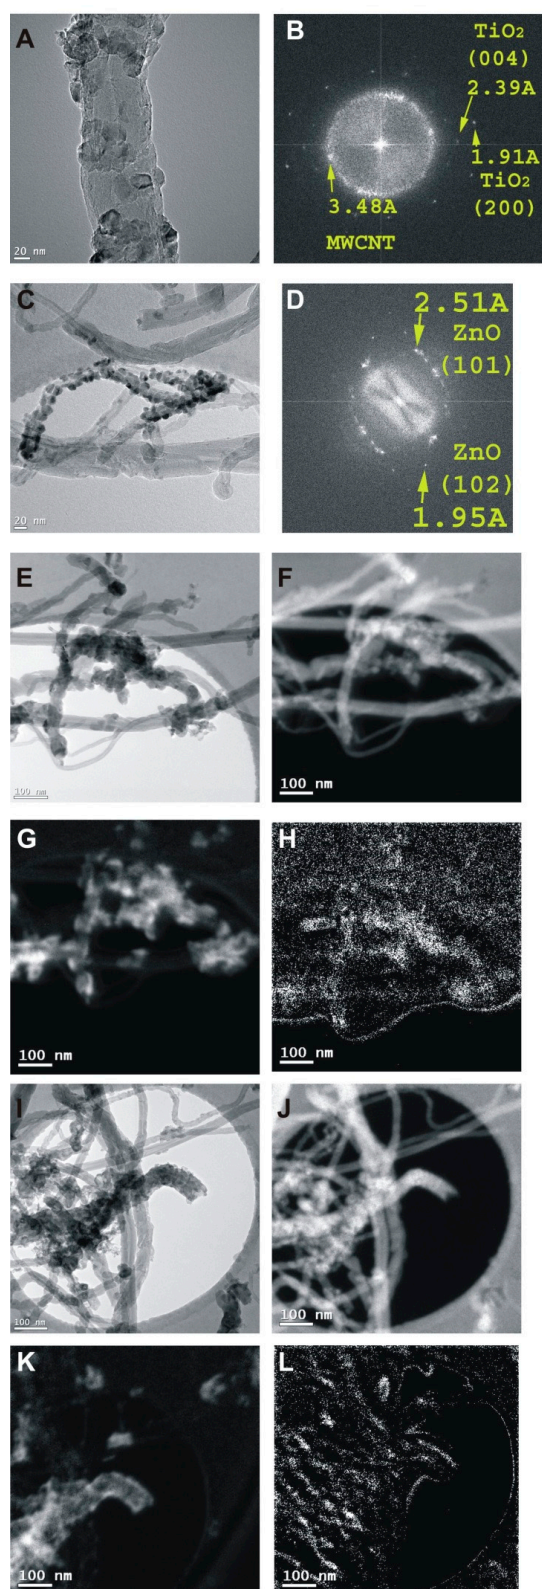 A
20 nm
B
TiO2
(004)
2.39A
1.91A
TiO2
(200)
3.48A
MWCNT
C
20 nm
D
2.51A
ZnO
(101)
ZnO
(102)
1.95A
E
100 nm
F
100 nm
G
100 nm
H
100 nm
I
100 nm
J
100 nm
K
100 nm
L
100 nm